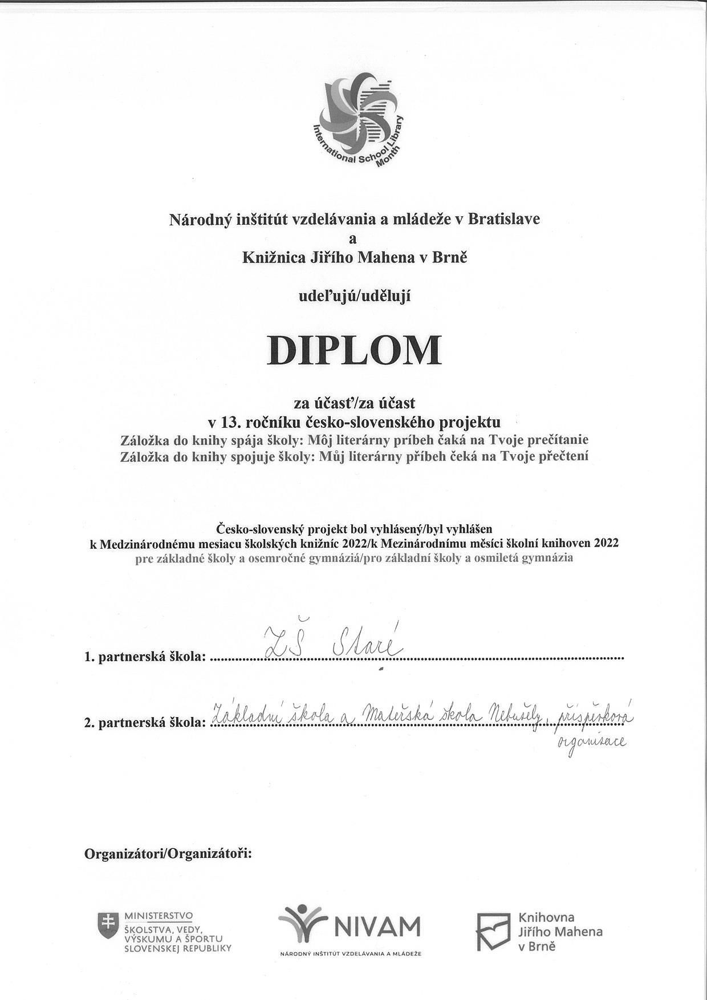 International School Library
Month
Národný inštitút vzdelávania a mládeže v Bratislave
a
Knižnica Jiřího Mahena v Brně
udeľujú/udělují
DIPLOM
za účasť/za účast
v 13. ročníku česko-slovenského projektu
Záložka do knihy spája školy: Môj literárny príbeh čaká na Tvoje prečítanie
Záložka do knihy spojuje školy: Můj literárny příbeh čeká na Tvoje přečtení
Česko-slovenský projekt bol vyhlásený/byl vyhlášen
k Medzinárodnému mesiacu školských knižníc 2022/k Mezinárodnímu měsíci školní knihoven 2022
pre základné školy a osemročné gymnáziá/pro základní školy a osmiletá gymnázia
1. partnerská škola: ZŠ Staré
2. partnerská škola: Základní škola a Mateřská škola Nebušely, příspěvková
organizace
Organizátori/Organizátoři:
MINISTERSTVO
ŠKOLSTVA, VEDY,
VÝSKUMU A ŠPORTU
SLOVENSKEJ REPUBLIKY
NIVAM
NÁRODNÝ INŠTITÚT VZDELÁVANIA A MLÁDEŽE
Knihovna
Jiřího Mahena
v Brně